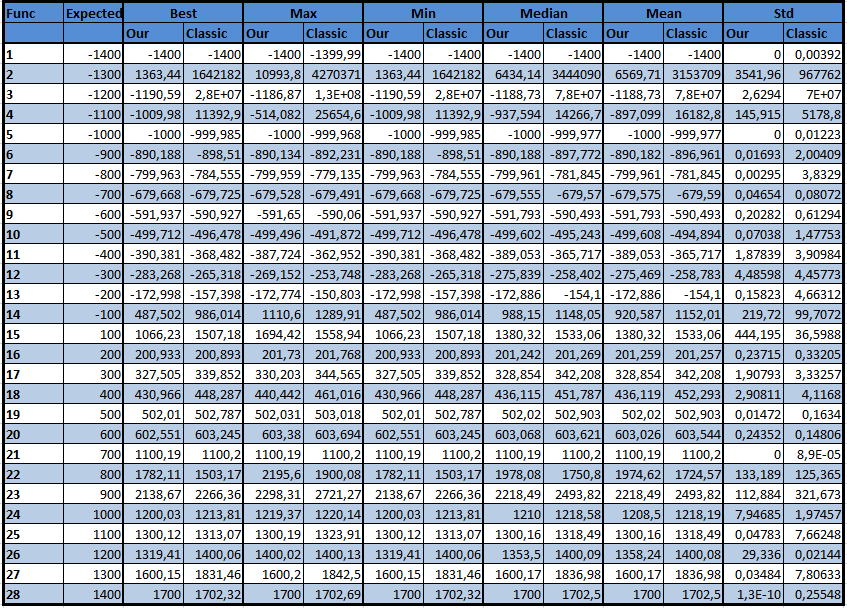 Func Expected Best Max Min Median Mean Std
Our Classic Our Classic Our Classic Our Classic Our Classic Our Classic
1 -1400 -1400 -1400 -1400 -1399,99 -1400 -1400 -1400 -1400 -1400 -1400 0 0,00392
2 -1300 1363,44 1642182 10993,8 4270371 1363,44 1642182 6434,14 3444090 6569,71 3153709 3541,96 967762
3 -1200 -1190,59 2,8E+07 -1186,87 1,3E+08 -1190,59 2,8E+07 -1188,73 7,8E+07 -1188,73 7,8E+07 2,6294 7E+07
4 -1100 -1009,98 11392,9 -514,082 25654,6 -1009,98 11392,9 -937,594 14266,7 -897,099 16182,8 145,915 5178,8
5 -1000 -1000 -999,985 -1000 -999,968 -1000 -999,985 -1000 -999,977 -1000 -999,977 0 0,01223
6 -900 -890,188 -898,51 -890,134 -892,231 -890,188 -898,51 -890,188 -897,772 -890,182 -896,961 0,01693 2,00409
7 -800 -799,963 -784,555 -799,959 -779,135 -799,963 -784,555 -799,961 -781,845 -799,961 -781,845 0,00295 3,8329
8 -700 -679,668 -679,725 -679,528 -679,491 -679,668 -679,725 -679,555 -679,57 -679,575 -679,59 0,04654 0,08072
9 -600 -591,937 -590,927 -591,65 -590,06 -591,937 -590,927 -591,793 -590,493 -591,793 -590,493 0,20282 0,61294
10 -500 -499,712 -496,478 -499,496 -491,872 -499,712 -496,478 -499,602 -495,243 -499,608 -494,894 0,07038 1,47753
11 -400 -390,381 -368,482 -387,724 -362,952 -390,381 -368,482 -389,053 -365,717 -389,053 -365,717 1,87839 3,90984
12 -300 -283,268 -265,318 -269,152 -253,748 -283,268 -265,318 -275,839 -258,402 -275,469 -258,783 4,48598 4,45773
13 -200 -172,998 -157,398 -172,774 -150,803 -172,998 -157,398 -172,886 -154,1 -172,886 -154,1 0,15823 4,66312
14 -100 487,502 986,014 1110,6 1289,91 487,502 986,014 988,15 1148,05 920,587 1152,01 219,72 99,7072
15 100 1066,23 1507,18 1694,42 1558,94 1066,23 1507,18 1380,32 1533,06 1380,32 1533,06 444,195 36,5988
16 200 200,933 200,893 201,73 201,768 200,933 200,893 201,242 201,269 201,259 201,257 0,23715 0,33205
17 300 327,505 339,852 330,203 344,565 327,505 339,852 328,854 342,208 328,854 342,208 1,90793 3,33257
18 400 430,966 448,287 440,442 461,016 430,966 448,287 436,115 451,787 436,119 452,293 2,90811 4,1168
19 500 502,01 502,787 502,031 503,018 502,01 502,787 502,02 502,903 502,02 502,903 0,01472 0,1634
20 600 602,551 603,245 603,38 603,694 602,551 603,245 603,068 603,621 603,026 603,544 0,24352 0,14806
21 700 1100,19 1100,2 1100,19 1100,2 1100,19 1100,2 1100,19 1100,2 1100,19 1100,2 0 8,9E-05
22 800 1782,11 1503,17 2195,6 1900,08 1782,11 1503,17 1978,08 1750,8 1974,62 1724,57 133,189 125,365
23 900 2138,67 2266,36 2298,31 2721,27 2138,67 2266,36 2218,49 2493,82 2218,49 2493,82 112,884 321,673
24 1000 1200,03 1213,81 1219,37 1220,14 1200,03 1213,81 1210 1218,58 1208,5 1218,19 7,94685 1,97457
25 1100 1300,12 1313,07 1300,19 1323,91 1300,12 1313,07 1300,16 1318,49 1300,16 1318,49 0,04783 7,66248
26 1200 1319,41 1400,06 1400,02 1400,13 1319,41 1400,06 1353,5 1400,09 1358,24 1400,08 29,336 0,02144
27 1300 1600,15 1831,46 1600,2 1842,5 1600,15 1831,46 1600,17 1836,98 1600,17 1836,98 0,03484 7,80633
28 1400 1700 1702,32 1700 1702,69 1700 1702,32 1700 1702,5 1700 1702,5 1,3E-10 0,25548